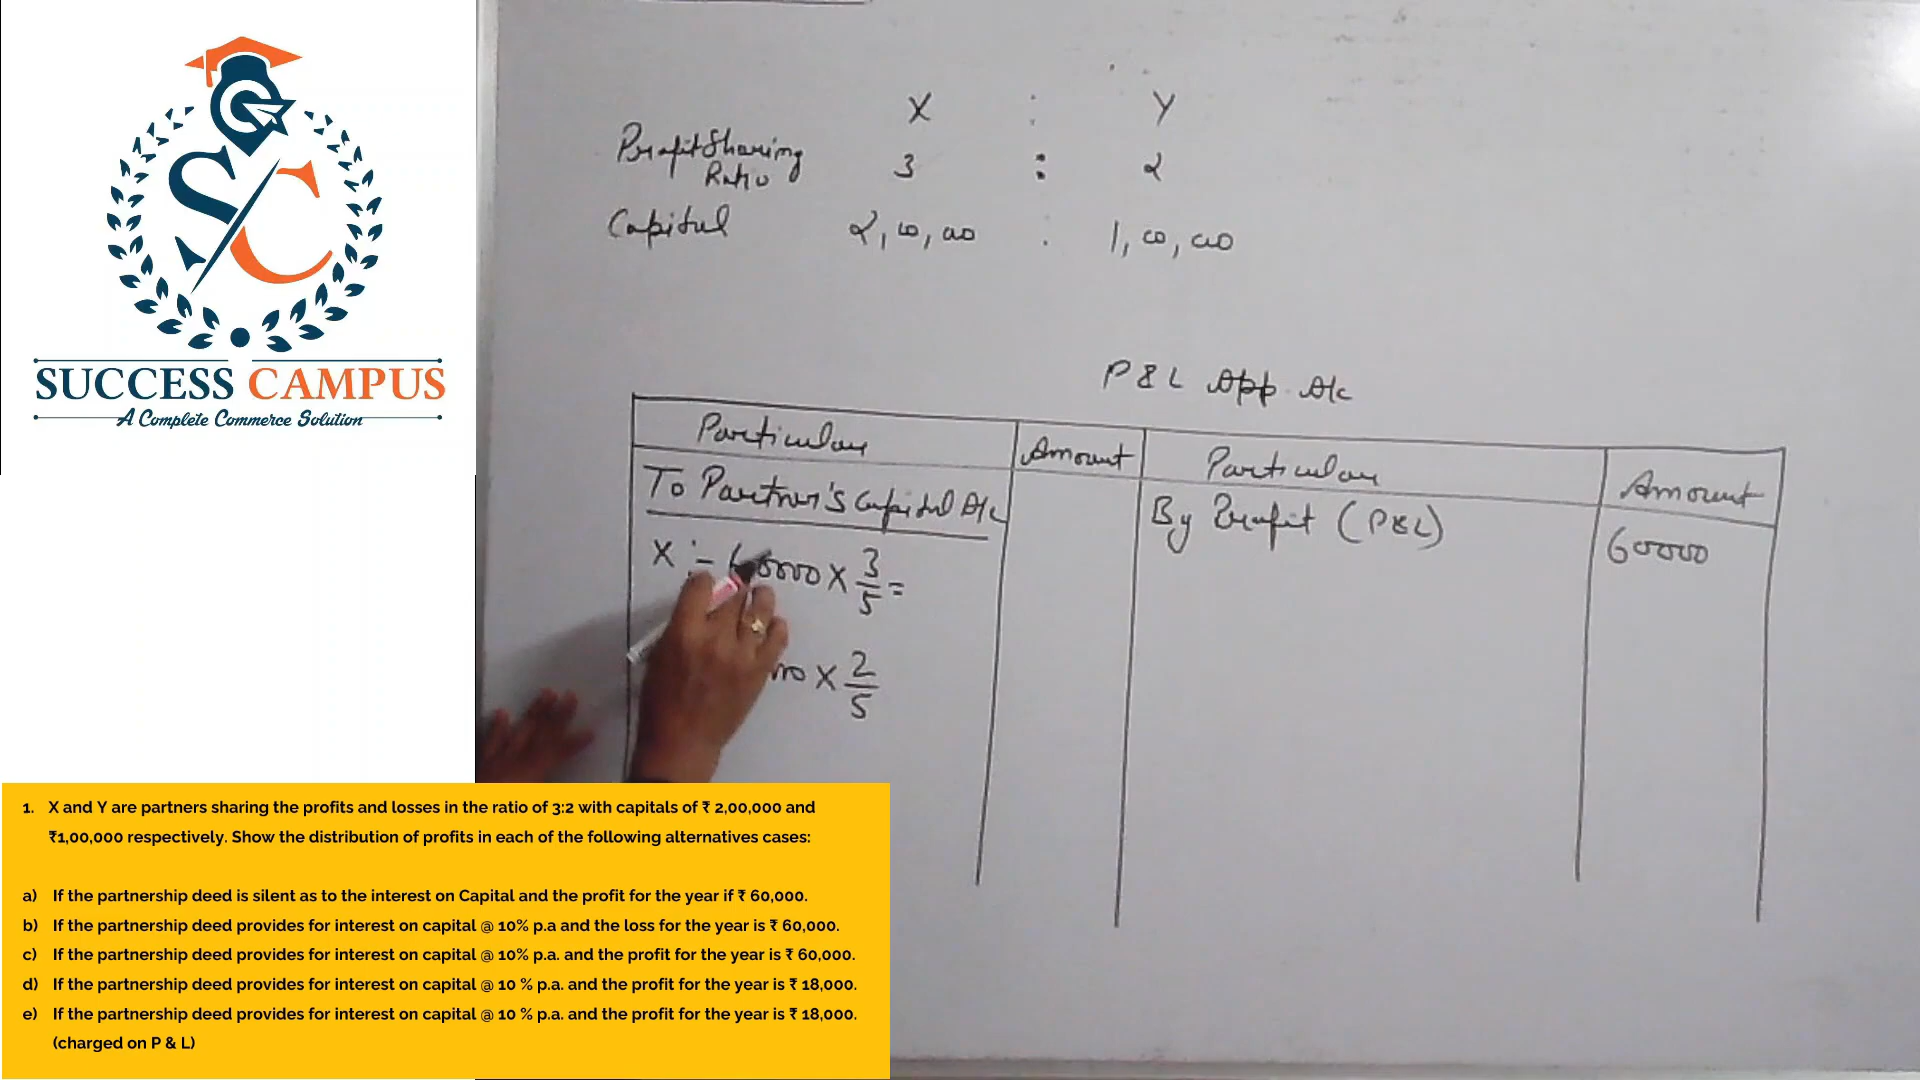 SC
SUCCESS CAMPUS
A Complete Commerce Solution
X : Y
Profit Sharing Ratio 3 : 2
Capital 2,00,000 : 1,00,000
P & L App. A/c
Particular Amount Particular Amount
To Partner's Capital A/c By Profit (P&L) 60000
X :- 60000 × 3/5 =
× 2/5
1. X and Y are partners sharing the profits and losses in the ratio of 3:2 with capitals of ₹ 2,00,000 and
₹1,00,000 respectively. Show the distribution of profits in each of the following alternatives cases:
a) If the partnership deed is silent as to the interest on Capital and the profit for the year if ₹ 60,000.
b) If the partnership deed provides for interest on capital @ 10% p.a and the loss for the year is ₹ 60,000.
c) If the partnership deed provides for interest on capital @ 10% p.a. and the profit for the year is ₹ 60,000.
d) If the partnership deed provides for interest on capital @ 10 % p.a. and the profit for the year is ₹ 18,000.
e) If the partnership deed provides for interest on capital @ 10 % p.a. and the profit for the year is ₹ 18,000.
(charged on P & L)